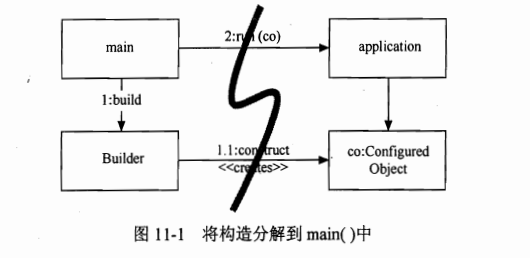 main
2:run (co)
application
1:build
Builder
1.1:construct
<<creates>>
co:Configured
Object
图 11-1 将构造分解到 main( )中